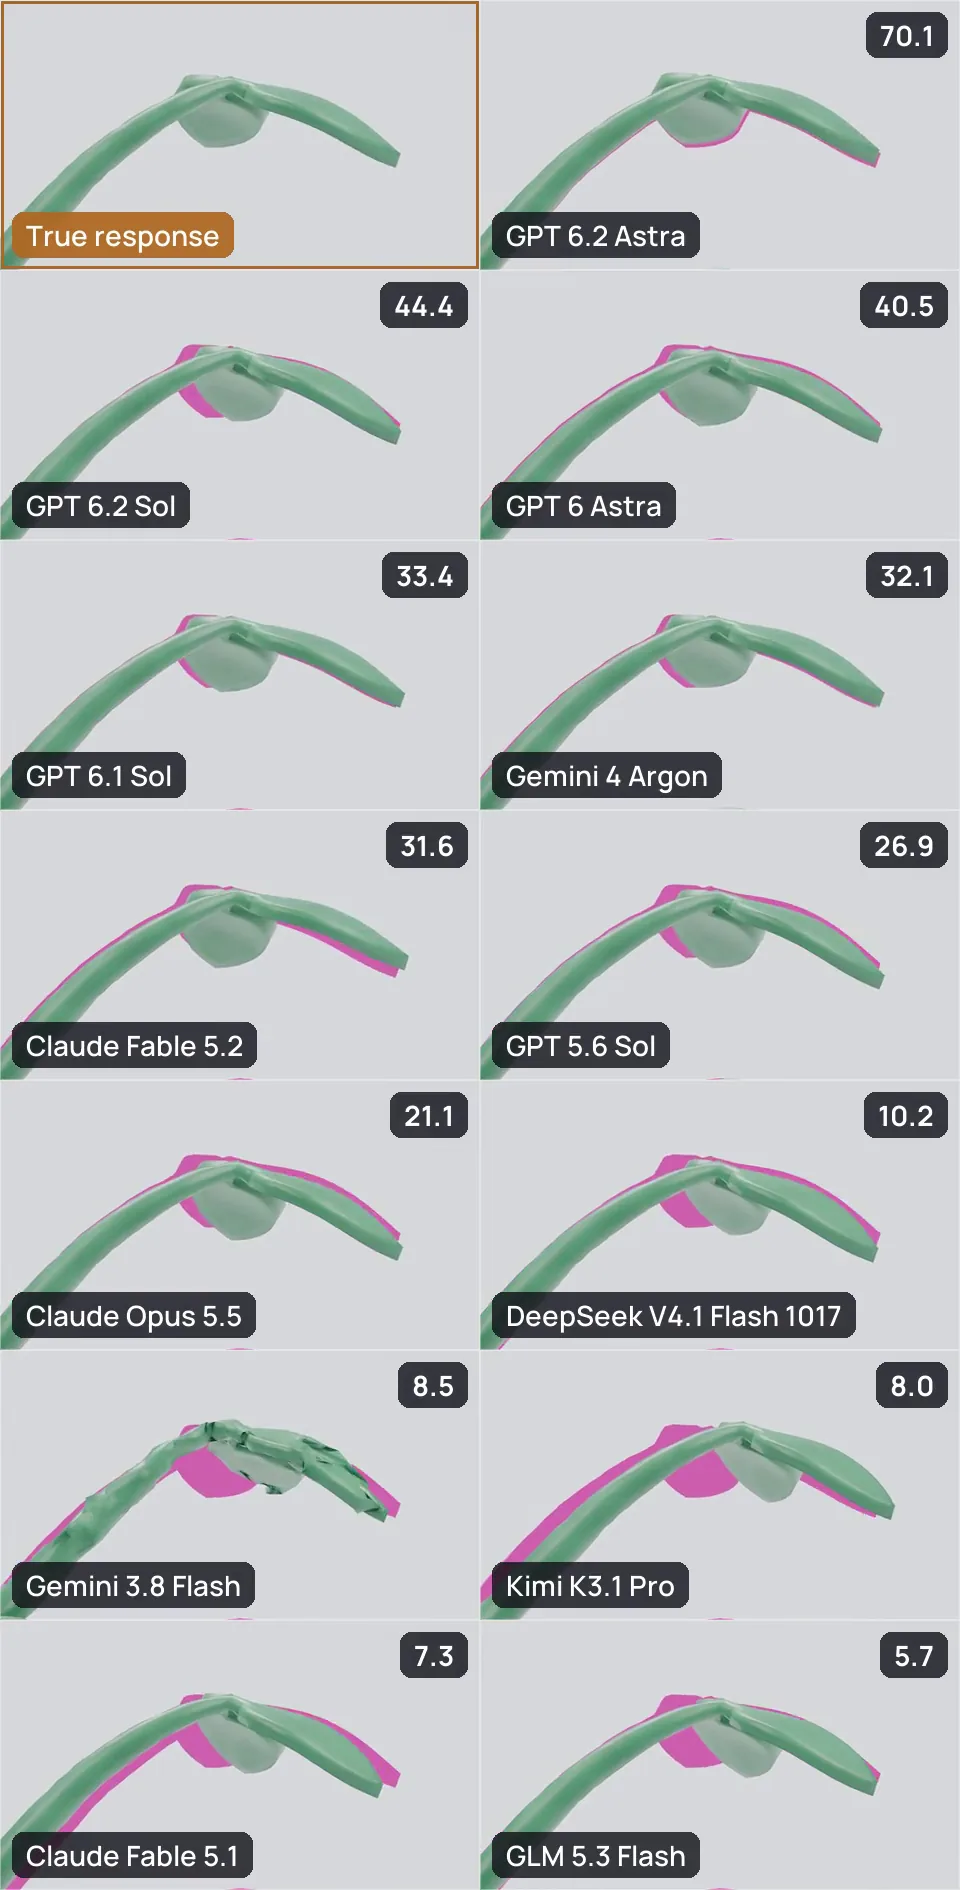 True response
70.1
GPT 6.2 Astra
44.4
GPT 6.2 Sol
40.5
GPT 6 Astra
33.4
GPT 6.1 Sol
32.1
Gemini 4 Argon
31.6
Claude Fable 5.2
26.9
GPT 5.6 Sol
21.1
Claude Opus 5.5
10.2
DeepSeek V4.1 Flash 1017
8.5
Gemini 3.8 Flash
8.0
Kimi K3.1 Pro
7.3
Claude Fable 5.1
5.7
GLM 5.3 Flash